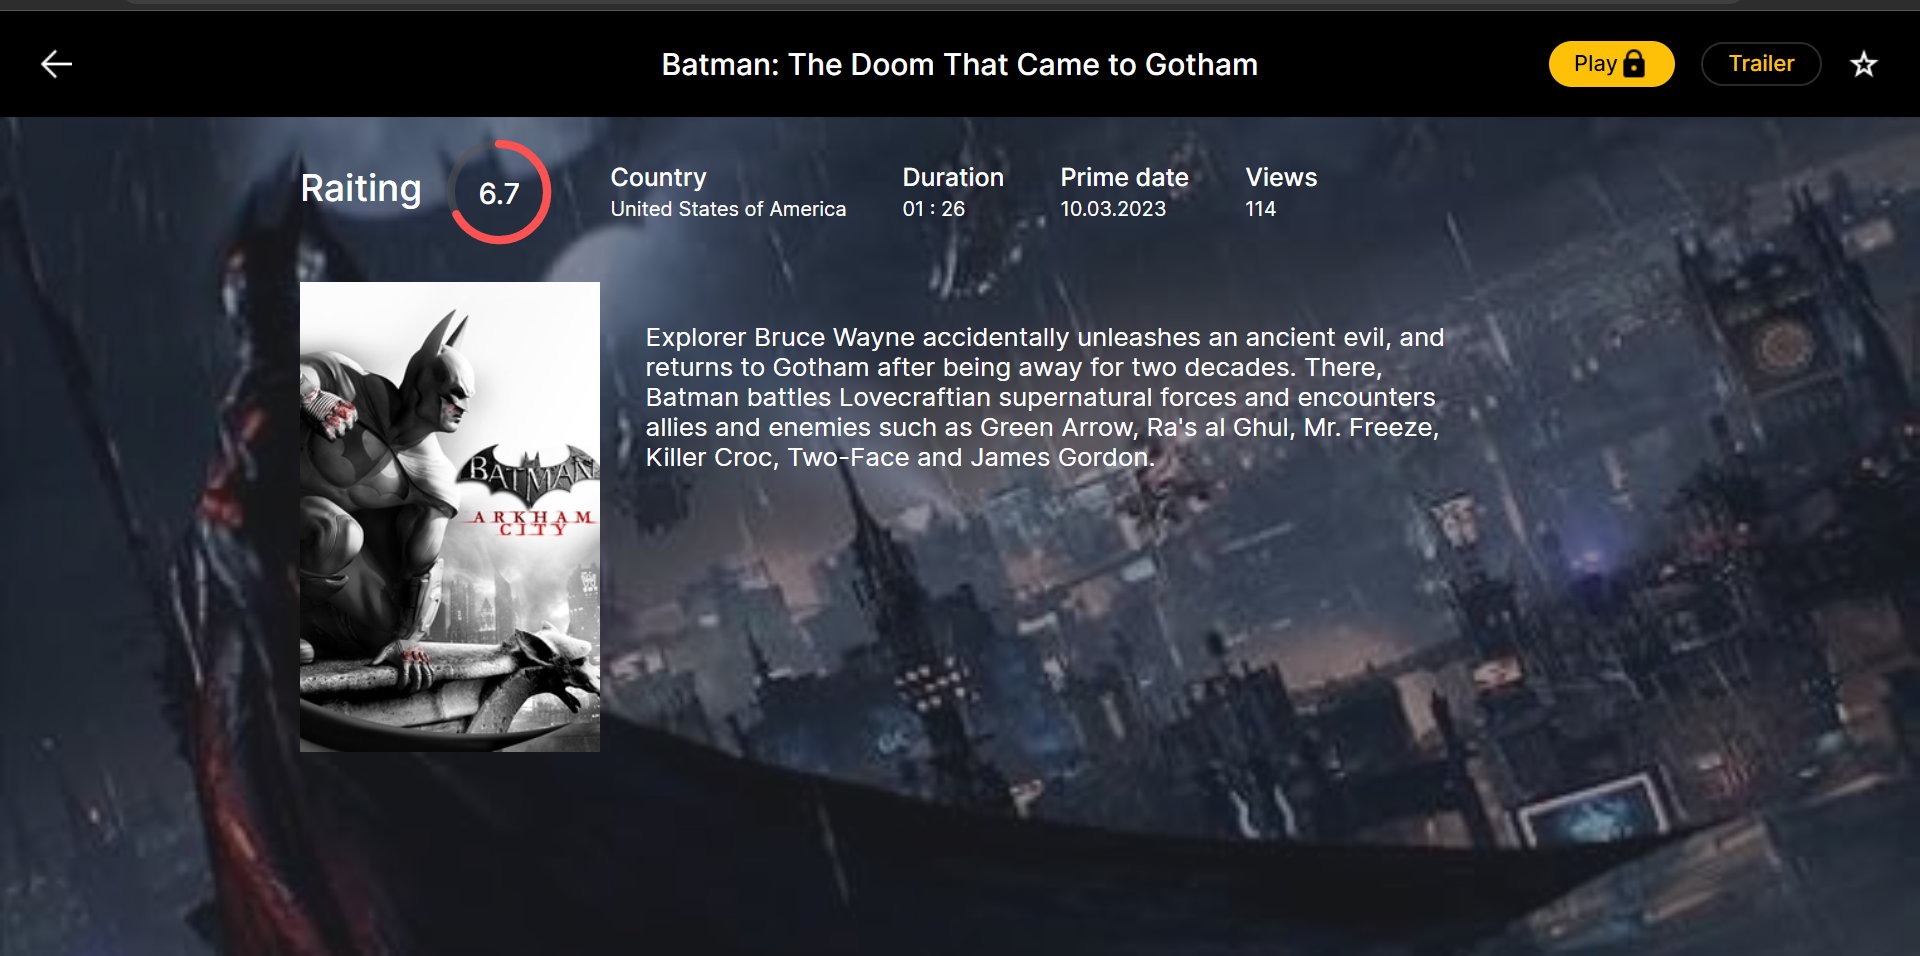 Batman: The Doom That Came to Gotham
Play
Trailer
Raiting
6.7
Country
United States of America
Duration
01 : 26
Prime date
10.03.2023
Views
114
Explorer Bruce Wayne accidentally unleashes an ancient evil, and
returns to Gotham after being away for two decades. There,
Batman battles Lovecraftian supernatural forces and encounters
allies and enemies such as Green Arrow, Ra's al Ghul, Mr. Freeze,
Killer Croc, Two-Face and James Gordon.
BATMAN
ARKHAM
CITY